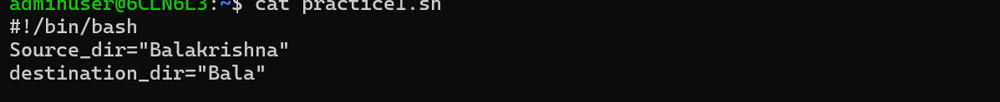 adminuser@6CLN6L3:~$ cat practice1.sh
#!/bin/bash
Source_dir="Balakrishna"
destination_dir="Bala"